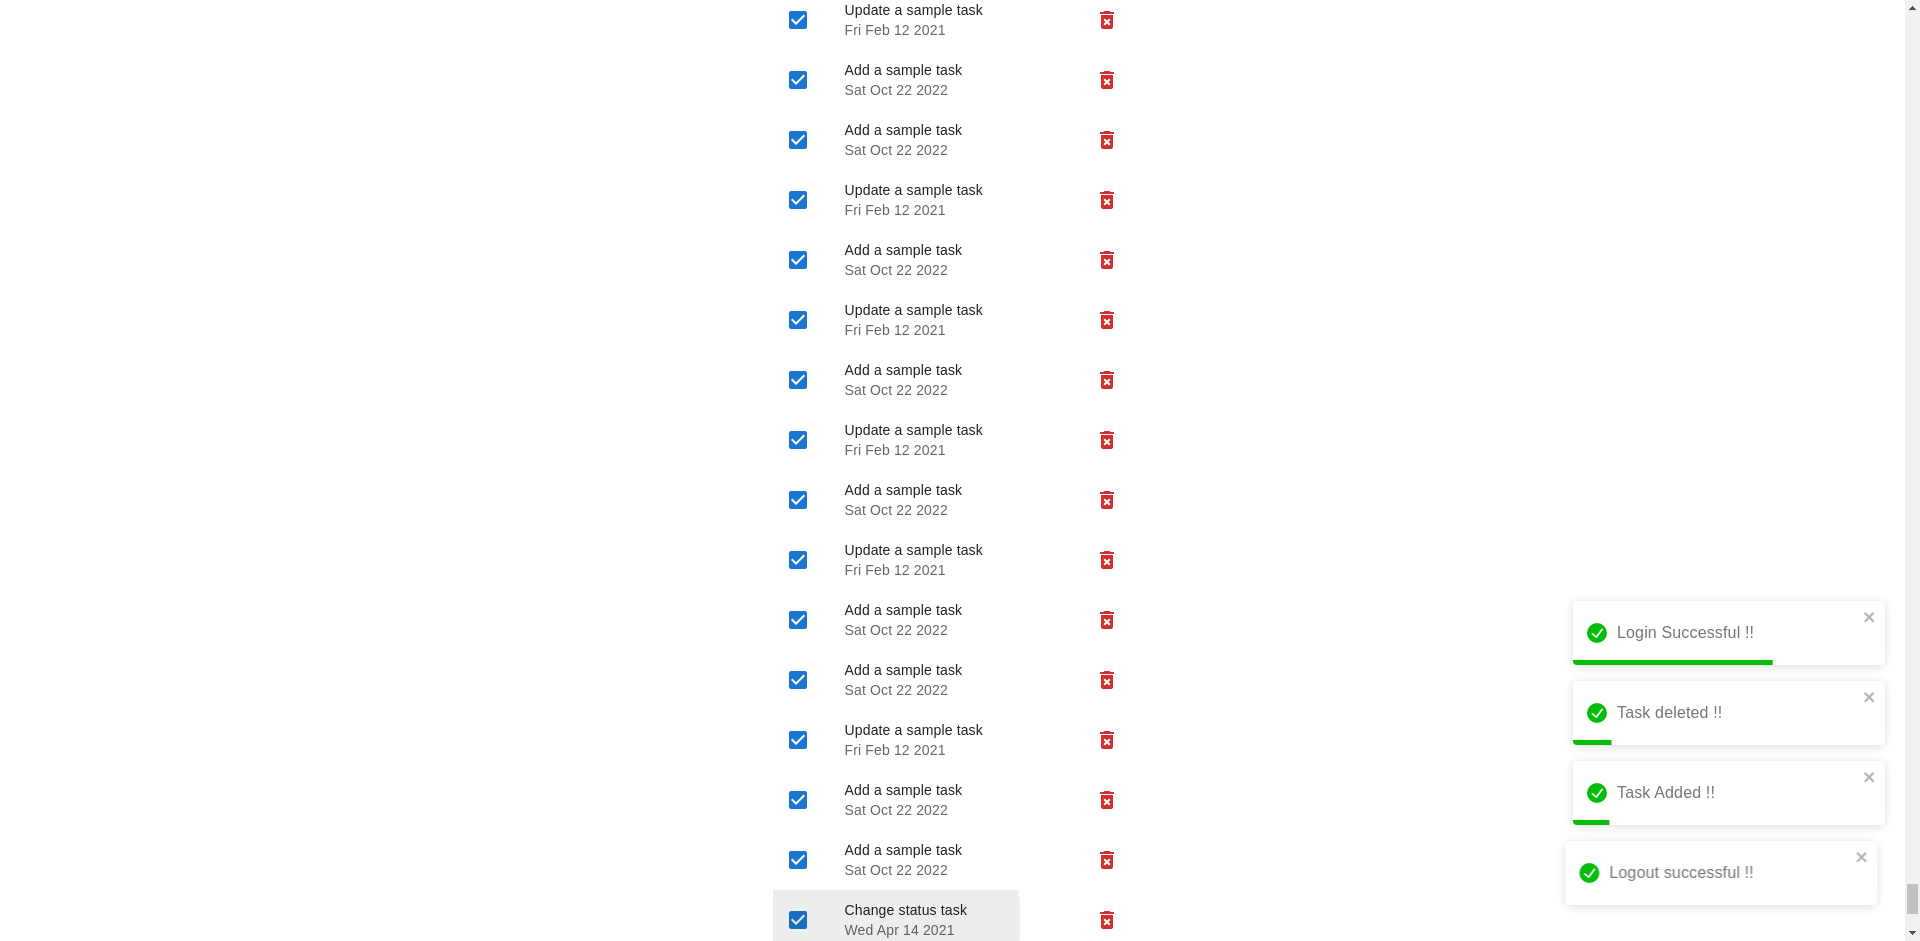 Update a sample task
Fri Feb 12 2021
Add a sample task
Sat Oct 22 2022
Add a sample task
Sat Oct 22 2022
Update a sample task
Fri Feb 12 2021
Add a sample task
Sat Oct 22 2022
Update a sample task
Fri Feb 12 2021
Add a sample task
Sat Oct 22 2022
Update a sample task
Fri Feb 12 2021
Add a sample task
Sat Oct 22 2022
Update a sample task
Fri Feb 12 2021
Add a sample task
Sat Oct 22 2022
Add a sample task
Sat Oct 22 2022
Update a sample task
Fri Feb 12 2021
Add a sample task
Sat Oct 22 2022
Add a sample task
Sat Oct 22 2022
Change status task
Wed Apr 14 2021
Login Successful !!
Task deleted !!
Task Added !!
Logout successful !!